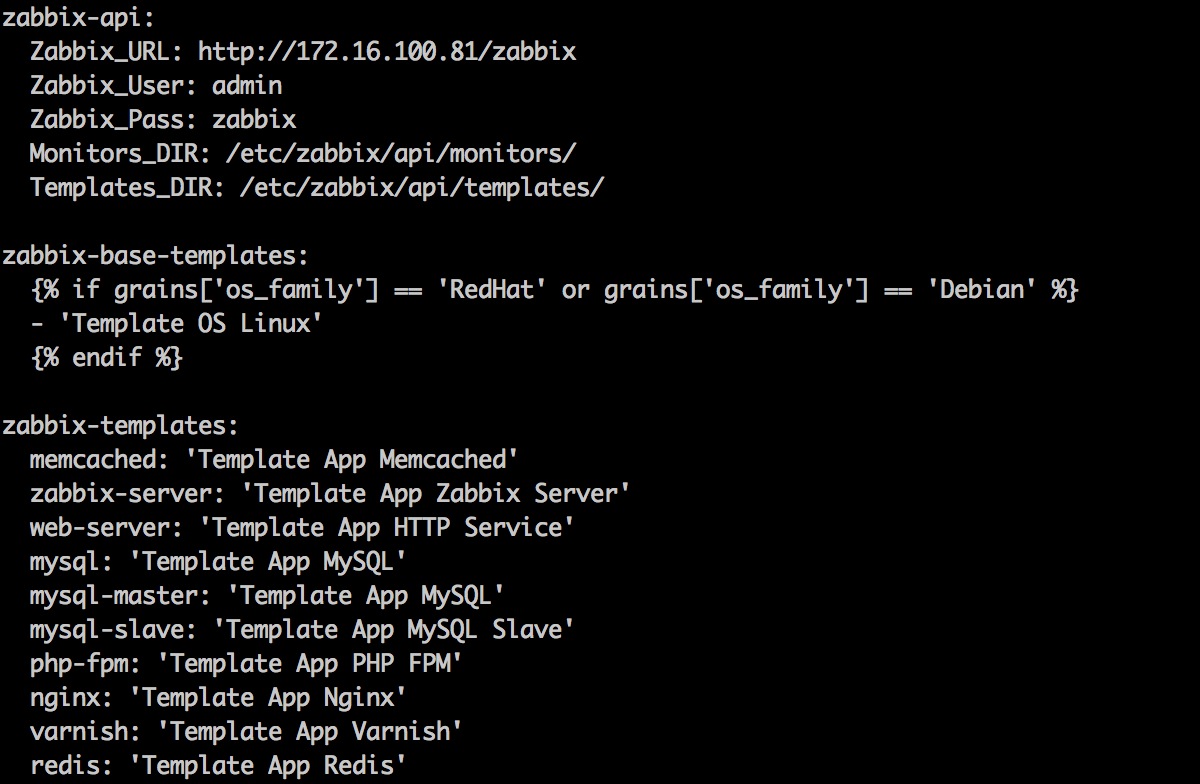 zabbix-api:
  Zabbix_URL: http://172.16.100.81/zabbix
  Zabbix_User: admin
  Zabbix_Pass: zabbix
  Monitors_DIR: /etc/zabbix/api/monitors/
  Templates_DIR: /etc/zabbix/api/templates/

zabbix-base-templates:
  {% if grains['os_family'] == 'RedHat' or grains['os_family'] == 'Debian' %}
  - 'Template OS Linux'
  {% endif %}

zabbix-templates:
  memcached: 'Template App Memcached'
  zabbix-server: 'Template App Zabbix Server'
  web-server: 'Template App HTTP Service'
  mysql: 'Template App MySQL'
  mysql-master: 'Template App MySQL'
  mysql-slave: 'Template App MySQL Slave'
  php-fpm: 'Template App PHP FPM'
  nginx: 'Template App Nginx'
  varnish: 'Template App Varnish'
  redis: 'Template App Redis'